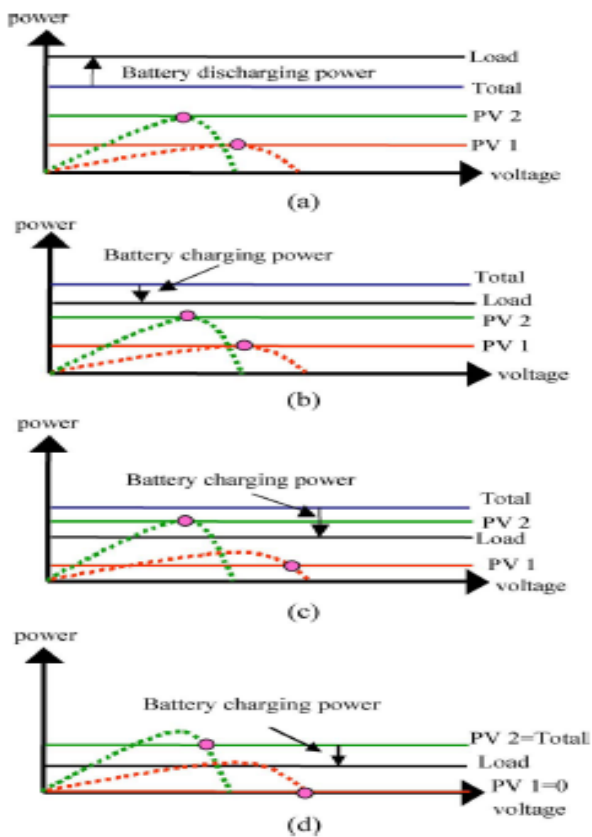 power
Load
Battery discharging power
Total
PV 2
PV 1
voltage
(a)
power
Battery charging power
Total
Load
PV 2
PV 1
voltage
(b)
power
Battery charging power
Total
PV 2
Load
PV 1
voltage
(c)
power
Battery charging power
PV 2=Total
Load
PV 1=0
voltage
(d)